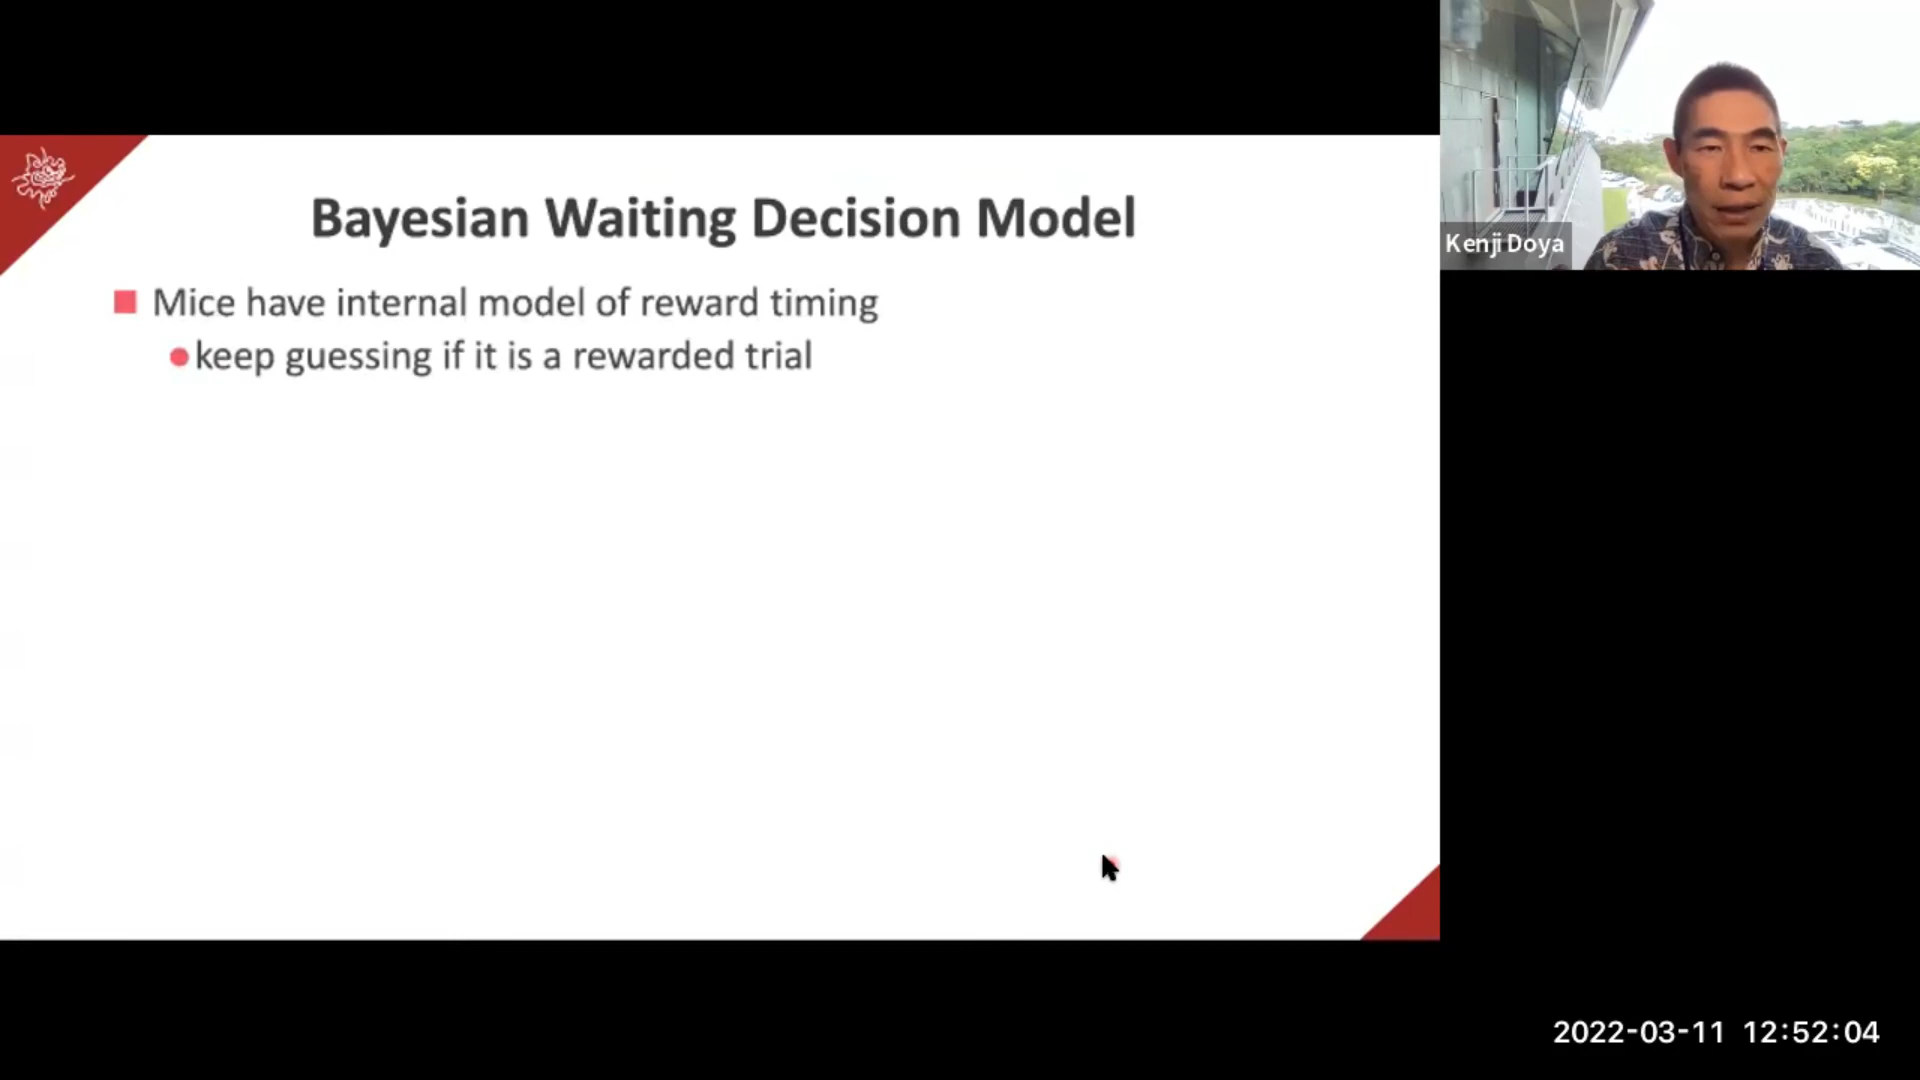 Bayesian Waiting Decision Model
Mice have internal model of reward timing
keep guessing if it is a rewarded trial
Kenji Doya
2022-03-11 12:52:04